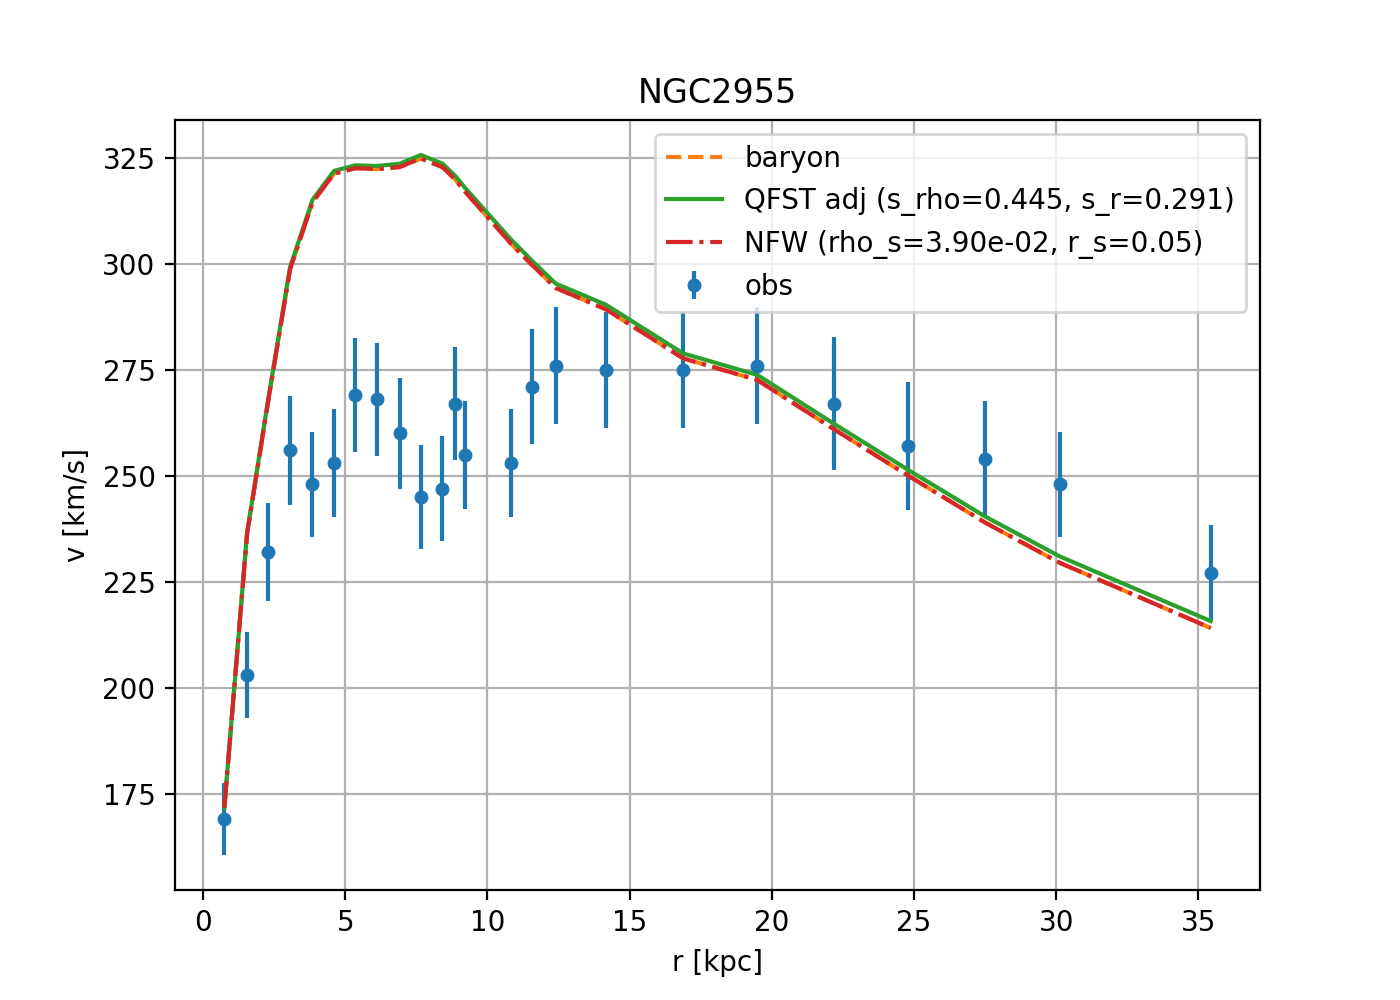 NGC2955
baryon
QFST adj (s_rho=0.445, s_r=0.291)
NFW (rho_s=3.90e-02, r_s=0.05)
obs
325
300
275
250
225
200
175
v [km/s]
0 5 10 15 20 25 30 35
r [kpc]